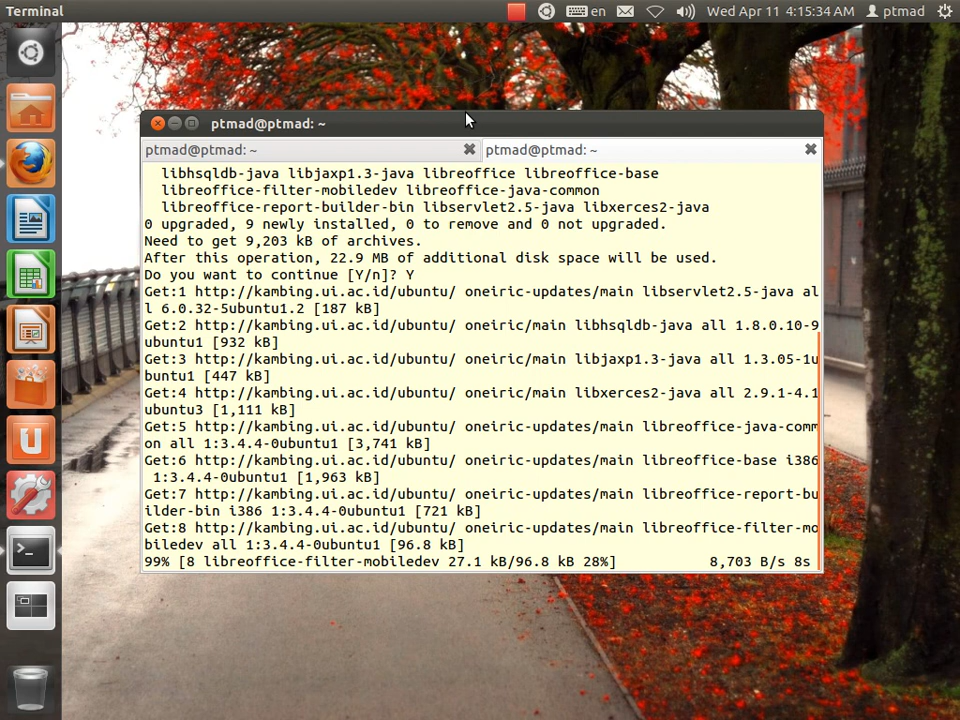 Terminal en Wed Apr 11 4:15:34 AM ptmad
ptmad@ptmad: ~
ptmad@ptmad: ~ ptmad@ptmad: ~
libhsqldb-java libjaxp1.3-java libreoffice libreoffice-base
libreoffice-filter-mobiledev libreoffice-java-common
libreoffice-report-builder-bin libservlet2.5-java libxerces2-java
0 upgraded, 9 newly installed, 0 to remove and 0 not upgraded.
Need to get 9,203 kB of archives.
After this operation, 22.9 MB of additional disk space will be used.
Do you want to continue [Y/n]? Y
Get:1 http://kambing.ui.ac.id/ubuntu/ oneiric-updates/main libservlet2.5-java al
l 6.0.32-5ubuntu1.2 [187 kB]
Get:2 http://kambing.ui.ac.id/ubuntu/ oneiric/main libhsqldb-java all 1.8.0.10-9
ubuntu1 [932 kB]
Get:3 http://kambing.ui.ac.id/ubuntu/ oneiric/main libjaxp1.3-java all 1.3.05-1u
buntu1 [447 kB]
Get:4 http://kambing.ui.ac.id/ubuntu/ oneiric/main libxerces2-java all 2.9.1-4.1
ubuntu3 [1,111 kB]
Get:5 http://kambing.ui.ac.id/ubuntu/ oneiric-updates/main libreoffice-java-comm
on all 1:3.4.4-0ubuntu1 [3,741 kB]
Get:6 http://kambing.ui.ac.id/ubuntu/ oneiric-updates/main libreoffice-base i386
1:3.4.4-0ubuntu1 [1,963 kB]
Get:7 http://kambing.ui.ac.id/ubuntu/ oneiric-updates/main libreoffice-report-bu
ilder-bin i386 1:3.4.4-0ubuntu1 [721 kB]
Get:8 http://kambing.ui.ac.id/ubuntu/ oneiric-updates/main libreoffice-filter-mo
biledev all 1:3.4.4-0ubuntu1 [96.8 kB]
99% [8 libreoffice-filter-mobiledev 27.1 kB/96.8 kB 28%] 8,703 B/s 8s